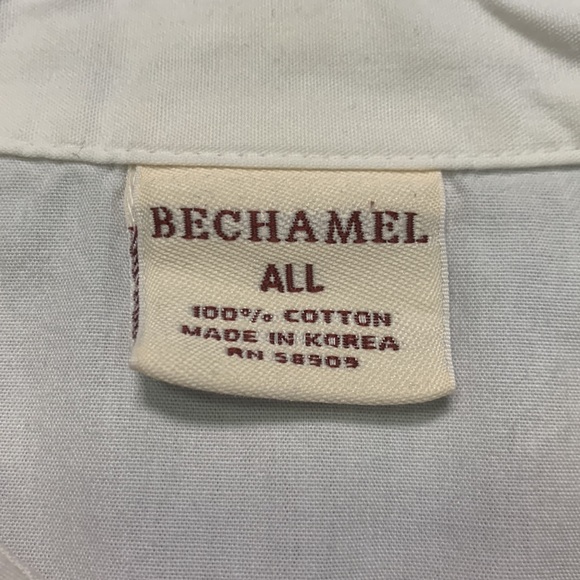 BECHAMEL
ALL
100% COTTON
MADE IN KOREA
RN 58909